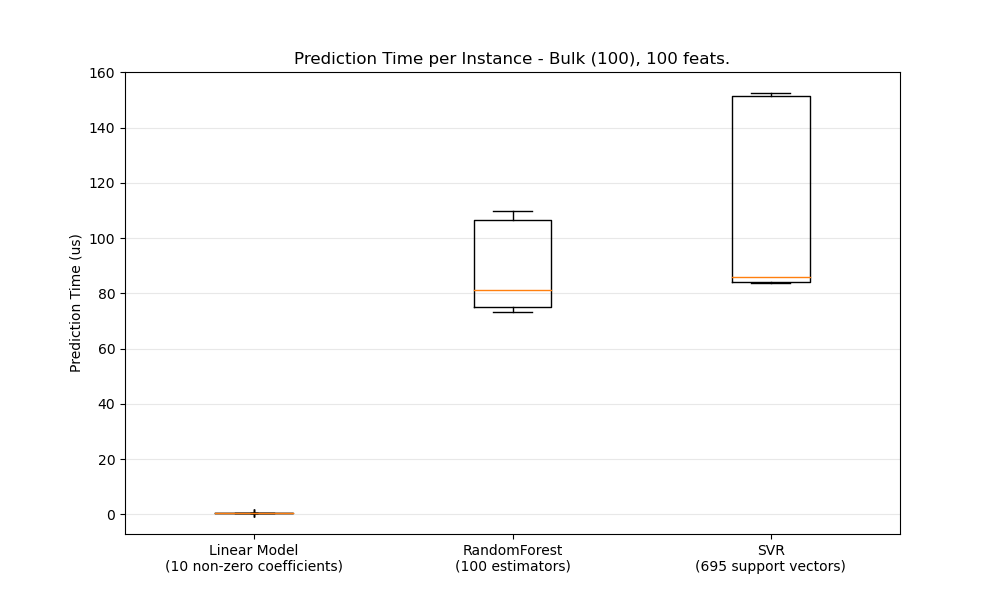 Prediction Time per Instance - Bulk (100), 100 feats.
160
140
120
100
80
60
40
20
0
Prediction Time (us)
Linear Model
(10 non-zero coefficients)
RandomForest
(100 estimators)
SVR
(695 support vectors)